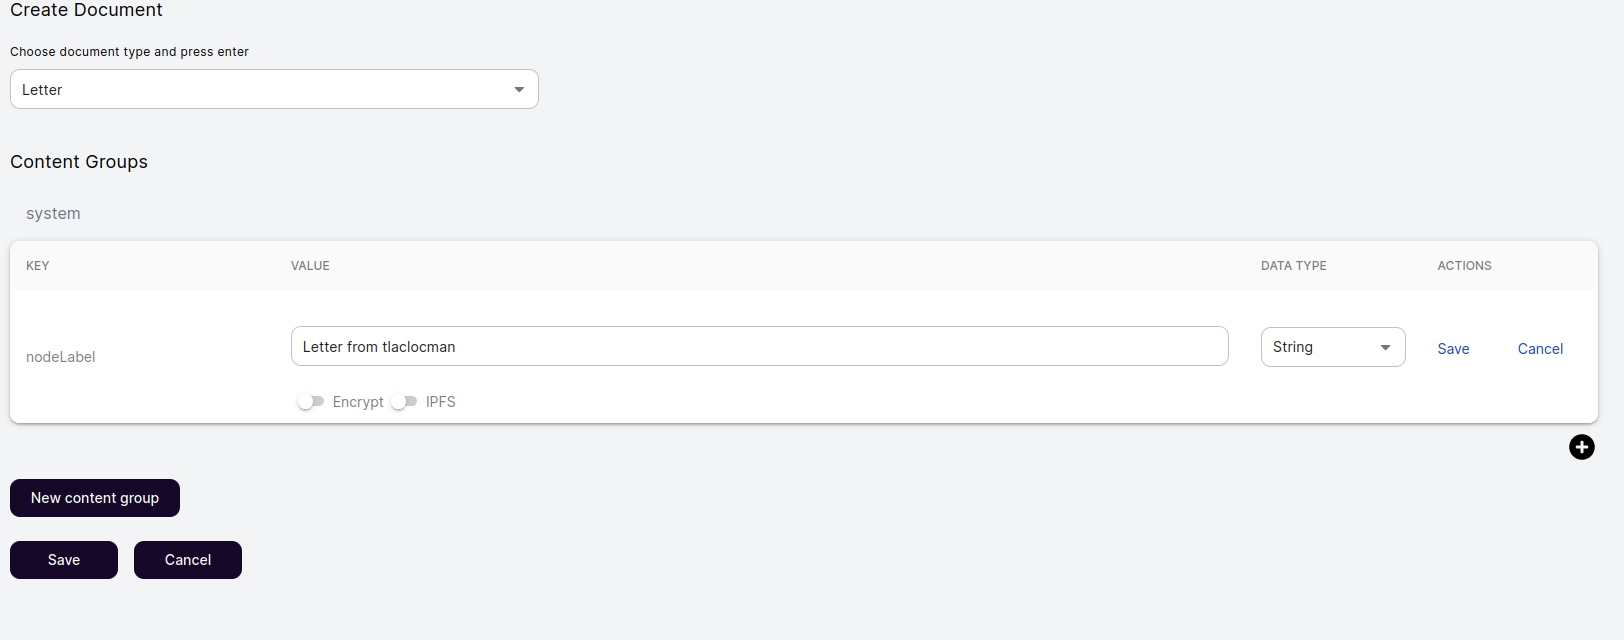 Create Document
Choose document type and press enter
Letter
Content Groups
system
KEY VALUE DATA TYPE ACTIONS
nodeLabel Letter from tlaclocman String Save Cancel
Encrypt IPFS
New content group
Save Cancel